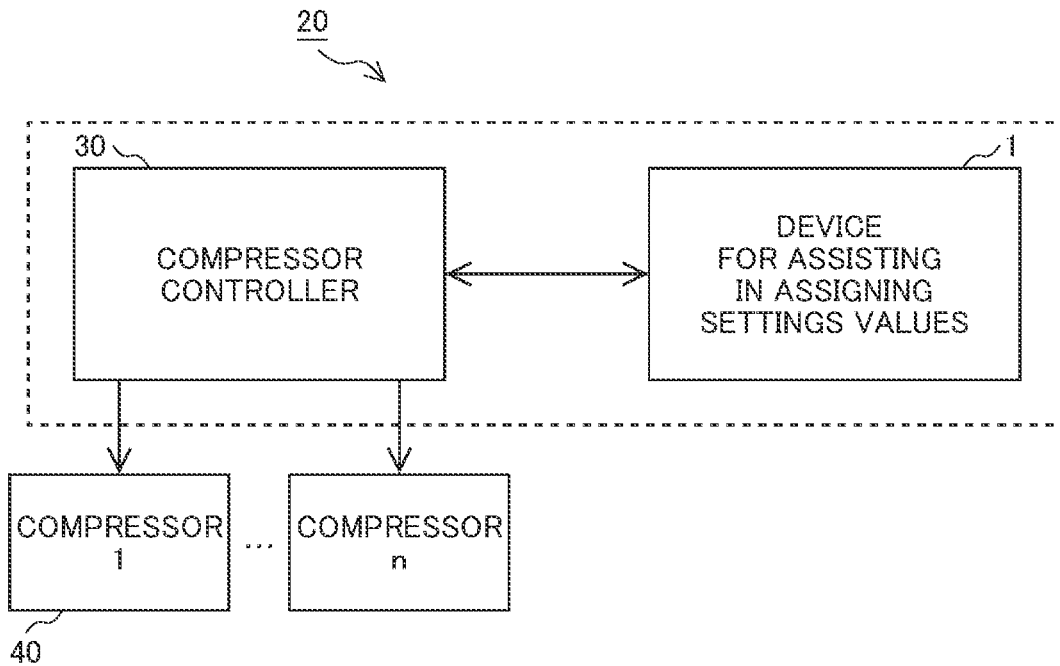 20
30
1
COMPRESSOR
CONTROLLER
DEVICE
FOR ASSISTING
IN ASSIGNING
SETTINGS VALUES
COMPRESSOR
1
...
COMPRESSOR
n
40